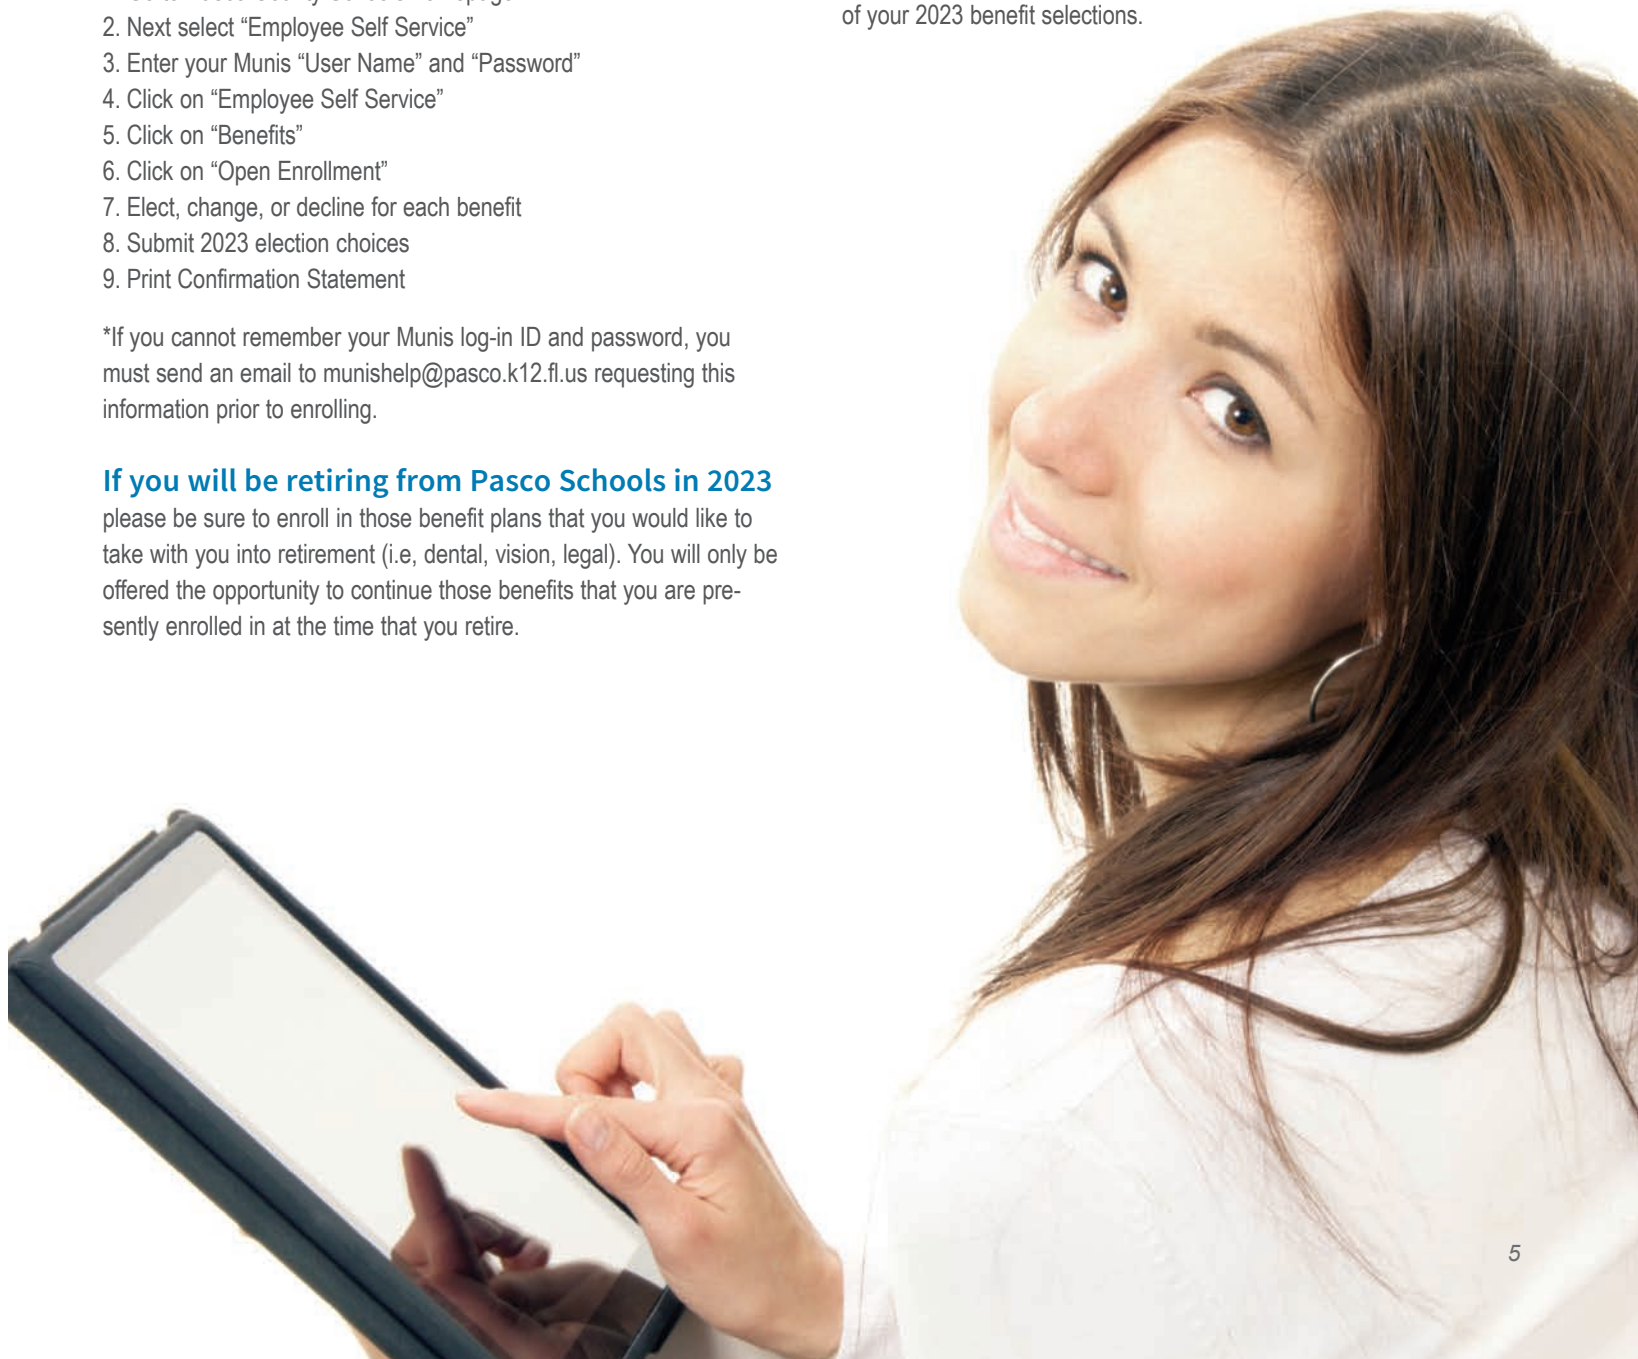 2. Next select “Employee Self Service”
3. Enter your Munis “User Name” and “Password”
4. Click on “Employee Self Service”
5. Click on “Benefits”
6. Click on “Open Enrollment”
7. Elect, change, or decline for each benefit
8. Submit 2023 election choices
9. Print Confirmation Statement
*If you cannot remember your Munis log-in ID and password, you
must send an email to munishelp@pasco.k12.fl.us requesting this
information prior to enrolling.
If you will be retiring from Pasco Schools in 2023
please be sure to enroll in those benefit plans that you would like to
take with you into retirement (i.e, dental, vision, legal). You will only be
offered the opportunity to continue those benefits that you are pre-
sently enrolled in at the time that you retire.
of your 2023 benefit selections.
5